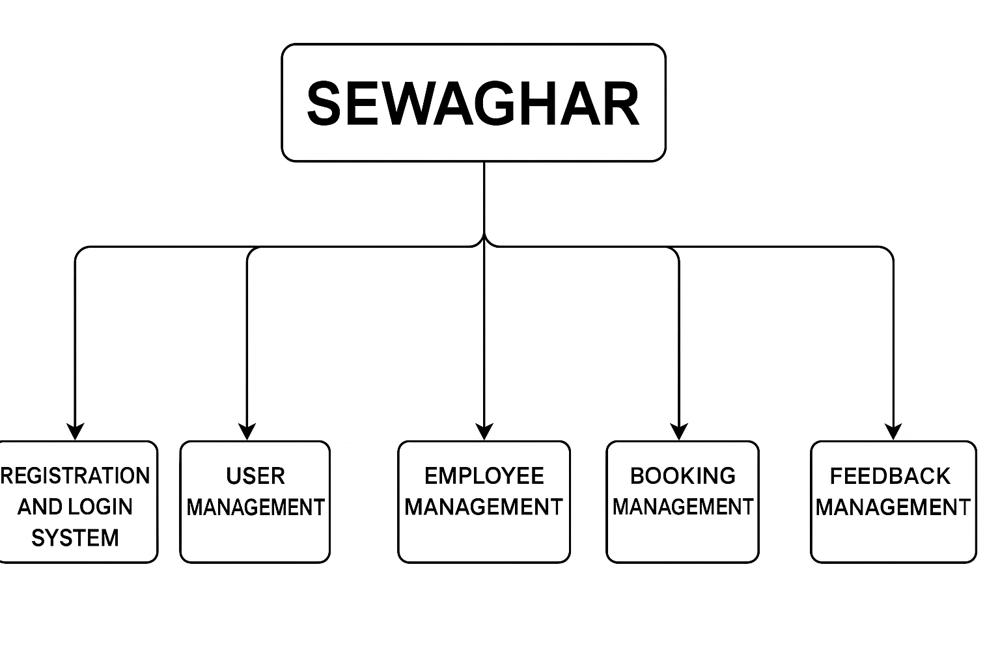 SEWAGHAR
REGISTRATION
AND LOGIN
SYSTEM
USER
MANAGEMENT
EMPLOYEE
MANAGEMENT
BOOKING
MANAGEMENT
FEEDBACK
MANAGEMENT